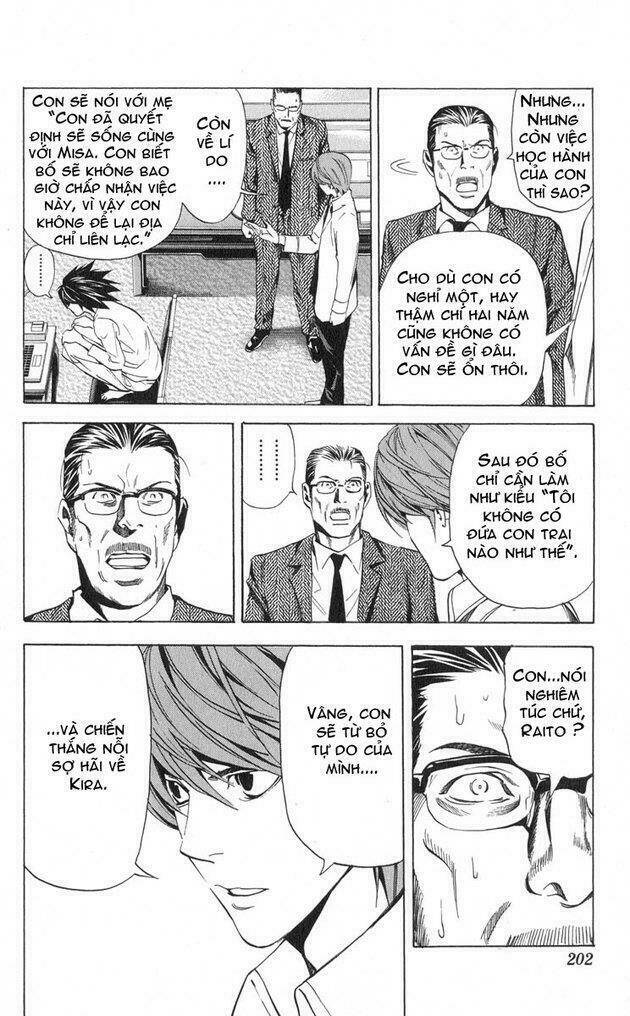 NHƯNG...
NHƯNG
CÒN VIỆC
HỌC HÀNH
CỦA CON
THÌ SAO?
CHO DÙ CON CÓ
NGHỈ MỘT, HAY
THẬM CHÍ HAI NĂM
CŨNG KHÔNG CÓ
VẤN ĐỀ GÌ ĐÂU.
CON SẼ ỔN THÔI.
CÒN
VỀ LÍ
DO
....
CON SẼ NÓI VỚI MẸ
“CON ĐÃ QUYẾT
ĐỊNH SẼ SỐNG CÙNG
VỚI MISA. CON BIẾT
BỐ SẼ KHÔNG BAO
GIỜ CHẤP NHẬN VIỆC
NÀY, VÌ VẬY CON
KHÔNG ĐỂ LẠI ĐỊA
CHỈ LIÊN LẠC.”
......
SAU ĐÓ BỐ
CHỈ CẦN LÀM
NHƯ KIỂU “TÔI
KHÔNG CÓ
ĐỨA CON TRAI
NÀO NHƯ THẾ”.
......
CON...NÓI
NGHIÊM
TÚC CHỨ,
RAITO ?
VÂNG, CON
SẼ TỪ BỎ
TỰ DO CỦA
MÌNH....
...VÀ CHIẾN
THẮNG NỖI
SỢ HÃI VỀ
KIRA.
202